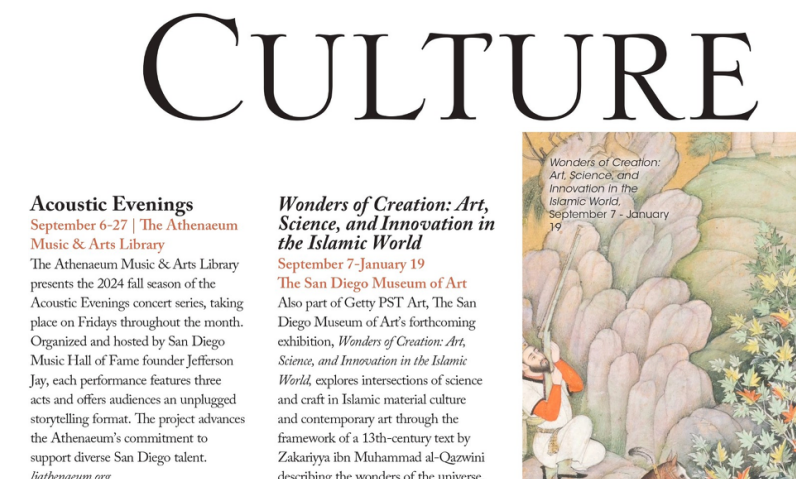 CULTURE
Acoustic Evenings
September 6-27 | The Athenaeum
Music & Arts Library
The Athenaeum Music & Arts Library
presents the 2024 fall season of the
Acoustic Evenings concert series, taking
place on Fridays throughout the month.
Organized and hosted by San Diego
Music Hall of Fame founder Jefferson
Jay, each performance features three
acts and offers audiences an unplugged
storytelling format. The project advances
the Athenaeum's commitment to
support diverse San Diego talent.
ljathenaeum.org
Wonders of Creation: Art,
Science, and Innovation in
the Islamic World
September 7-January 19
The San Diego Museum of Art
Also part of Getty PST Art, The San
Diego Museum of Art's forthcoming
exhibition, Wonders of Creation: Art,
Science, and Innovation in the Islamic
World, explores intersections of science
and craft in Islamic material culture
and contemporary art through the
framework of a 13th-century text by
Zakariyya ibn Muhammad al-Qazwini
describing the wonders of the universe
Wonders of Creation:
Art, Science, and
Innovation in the
Islamic World,
September 7 - January
19